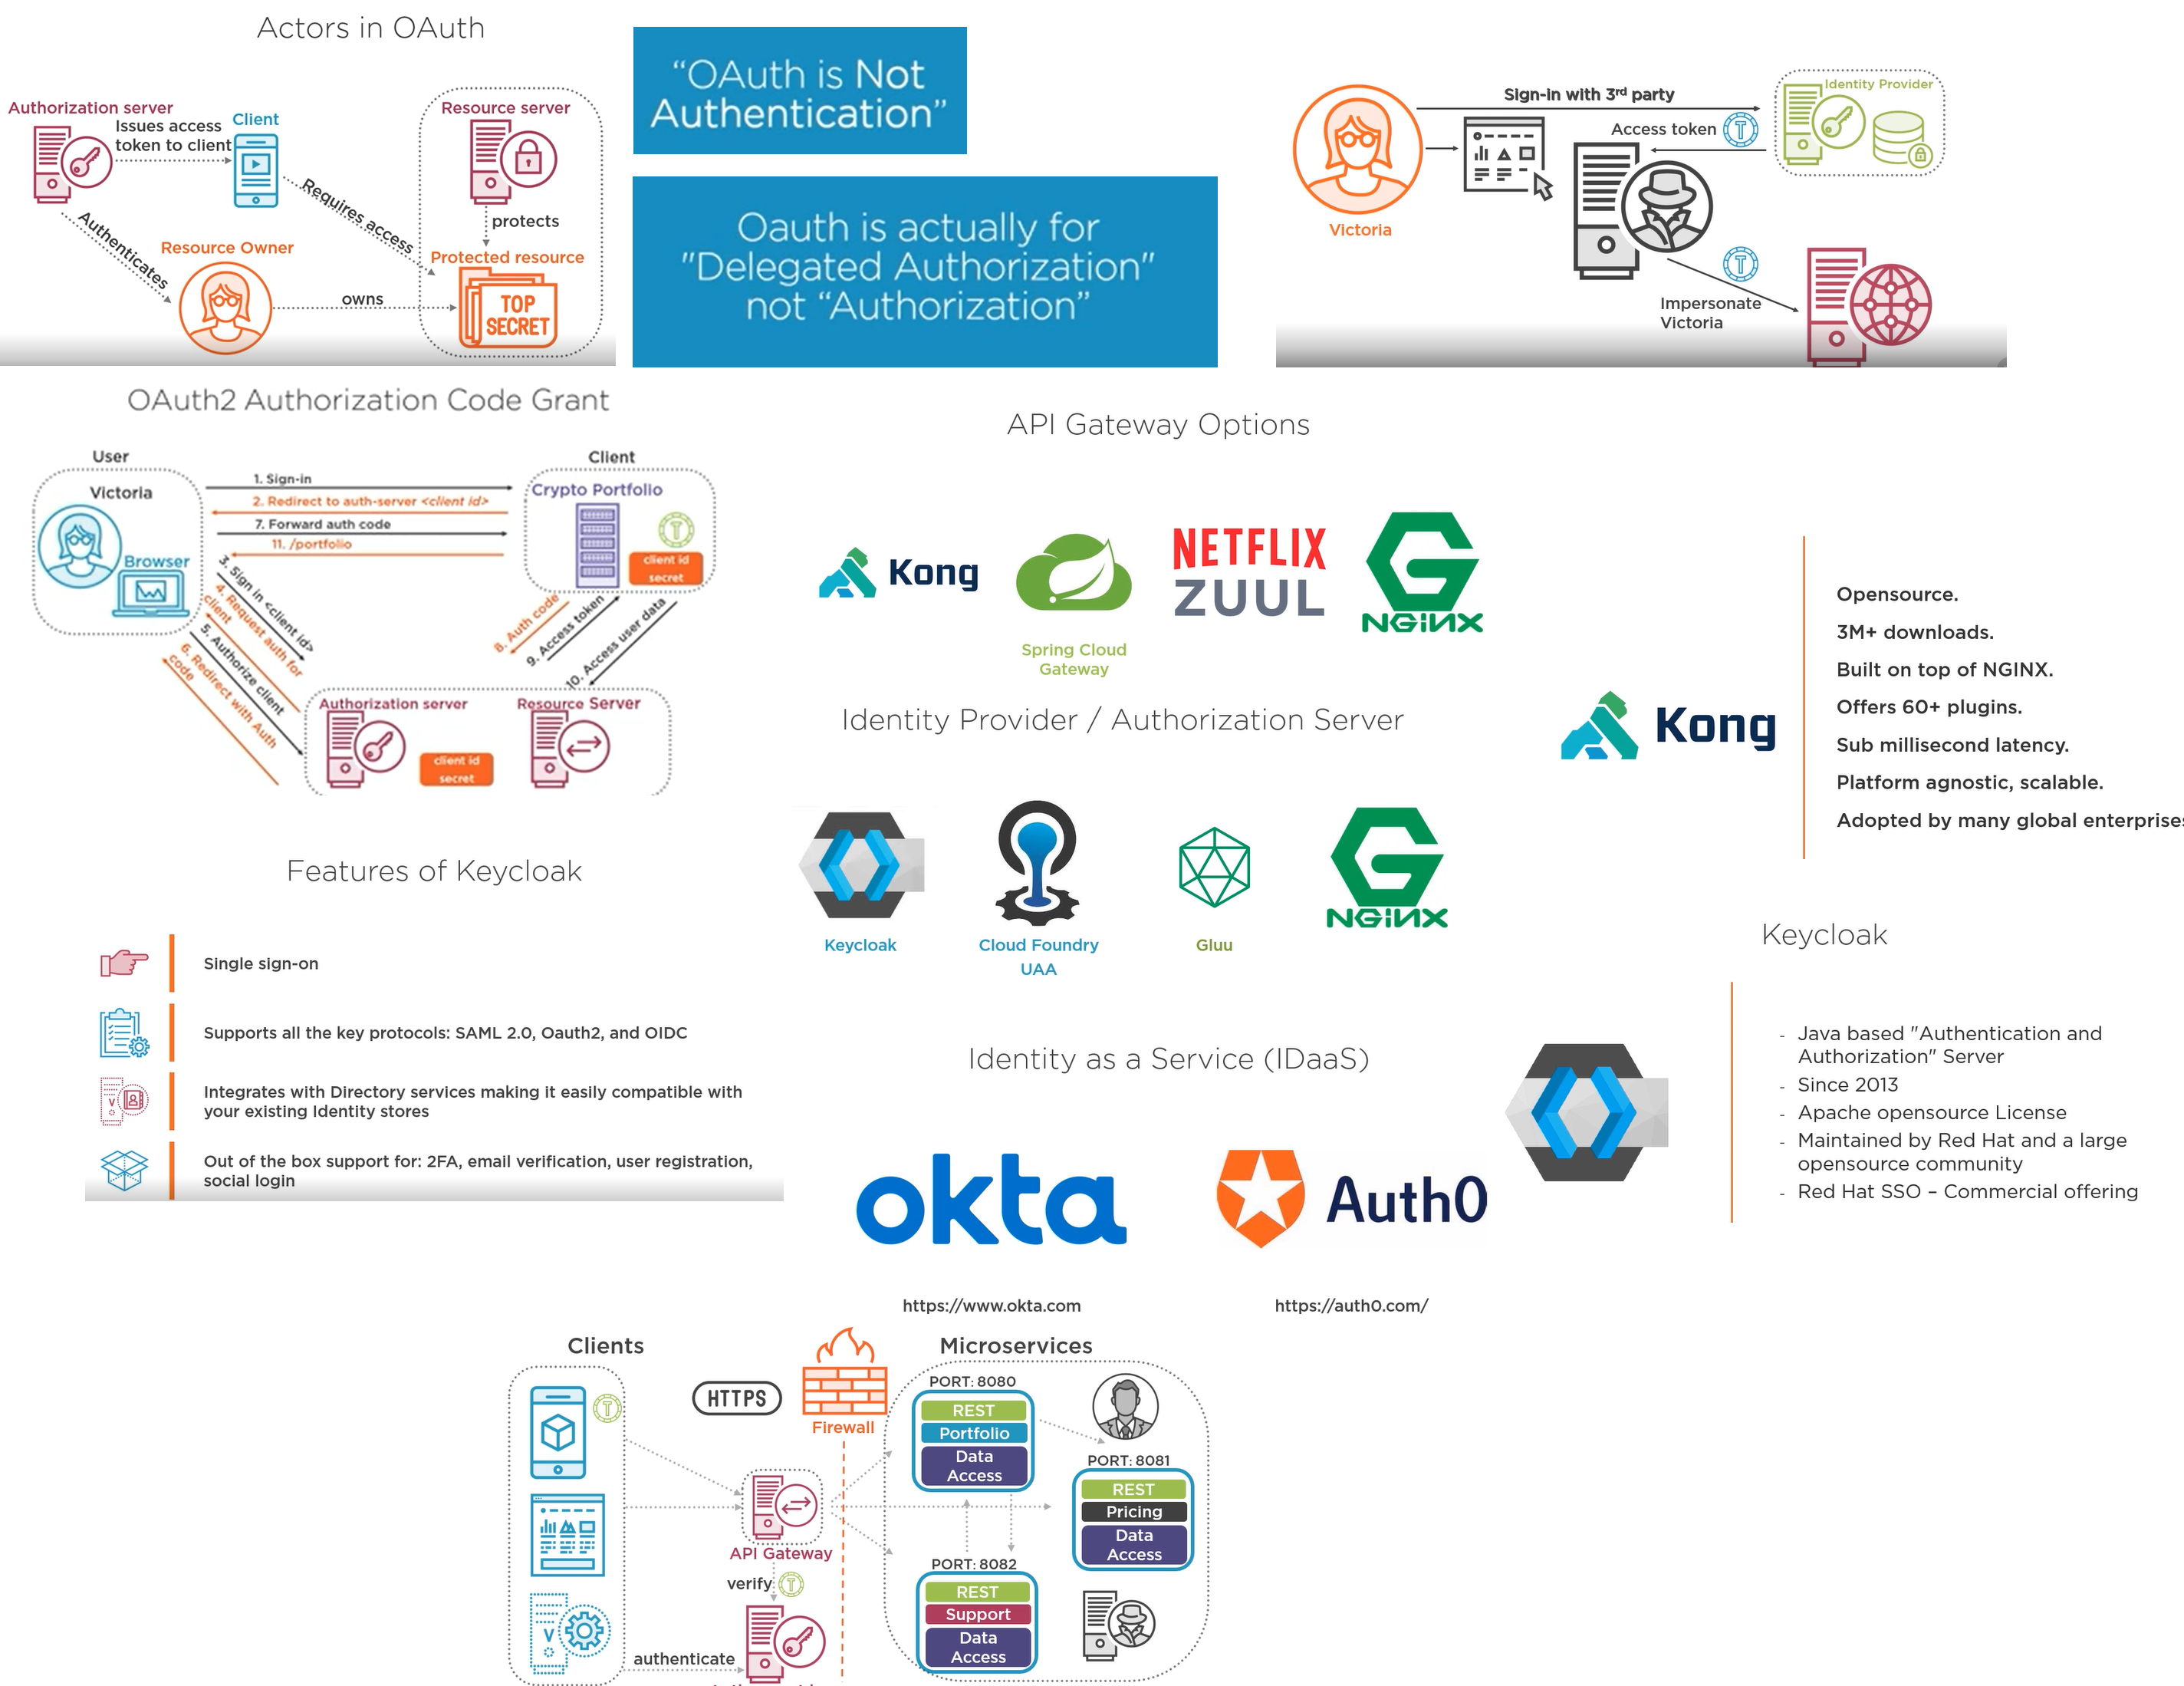 Actors in OAuth
Authorization server
Issues access
token to client
Client
Resource server
Authenticates
Requires access
protects
Resource Owner
Protected resource
owns
TOP
SECRET
“OAuth is Not
Authentication”
Oauth is actually for
"Delegated Authorization"
not “Authorization”
Sign-in with 3rd party
Identity Provider
Access token
T
Victoria
T
Impersonate
Victoria
OAuth2 Authorization Code Grant
User
Client
Victoria
Browser
1. Sign-in
2. Redirect to auth-server <client id>
7. Forward auth code
11. /portfolio
Crypto Portfolio
T
client id
secret
3. Sign in <client id>
4. Request auth for
client
5. Authorize client
6. Redirect with Auth
code
8. Auth code
9. Access token
10. Access user data
Authorization server
Resource Server
client id
secret
API Gateway Options
Kong
Spring Cloud
Gateway
NETFLIX
ZUUL
NGiNX
Identity Provider / Authorization Server
Keycloak
Cloud Foundry
UAA
Gluu
NGiNX
Kong
Opensource.
3M+ downloads.
Built on top of NGINX.
Offers 60+ plugins.
Sub millisecond latency.
Platform agnostic, scalable.
Adopted by many global enterprises
Features of Keycloak
Single sign-on
Supports all the key protocols: SAML 2.0, Oauth2, and OIDC
V
Integrates with Directory services making it easily compatible with
your existing Identity stores
Out of the box support for: 2FA, email verification, user registration,
social login
Identity as a Service (IDaaS)
okta
Auth0
https://www.okta.com
https://auth0.com/
Keycloak
- Java based "Authentication and
Authorization" Server
- Since 2013
- Apache opensource License
- Maintained by Red Hat and a large
opensource community
- Red Hat SSO – Commercial offering
Clients
T
V
HTTPS
Firewall
API Gateway
verify
T
authenticate
Microservices
PORT: 8080
REST
Portfolio
Data
Access
PORT: 8081
REST
Pricing
Data
Access
PORT: 8082
REST
Support
Data
Access